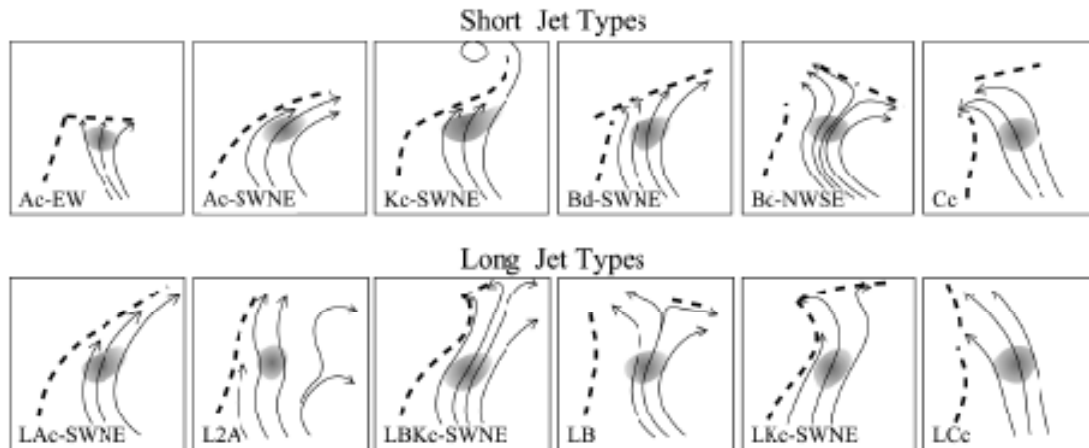 Short Jet Types
Ac-EW
Ac-SWNE
Kc-SWNE
Bd-SWNE
Bc-NWSE
Cc
Long Jet Types
LAc-SWNE
L2A
LBKc-SWNE
LB
LKc-SWNE
LCc